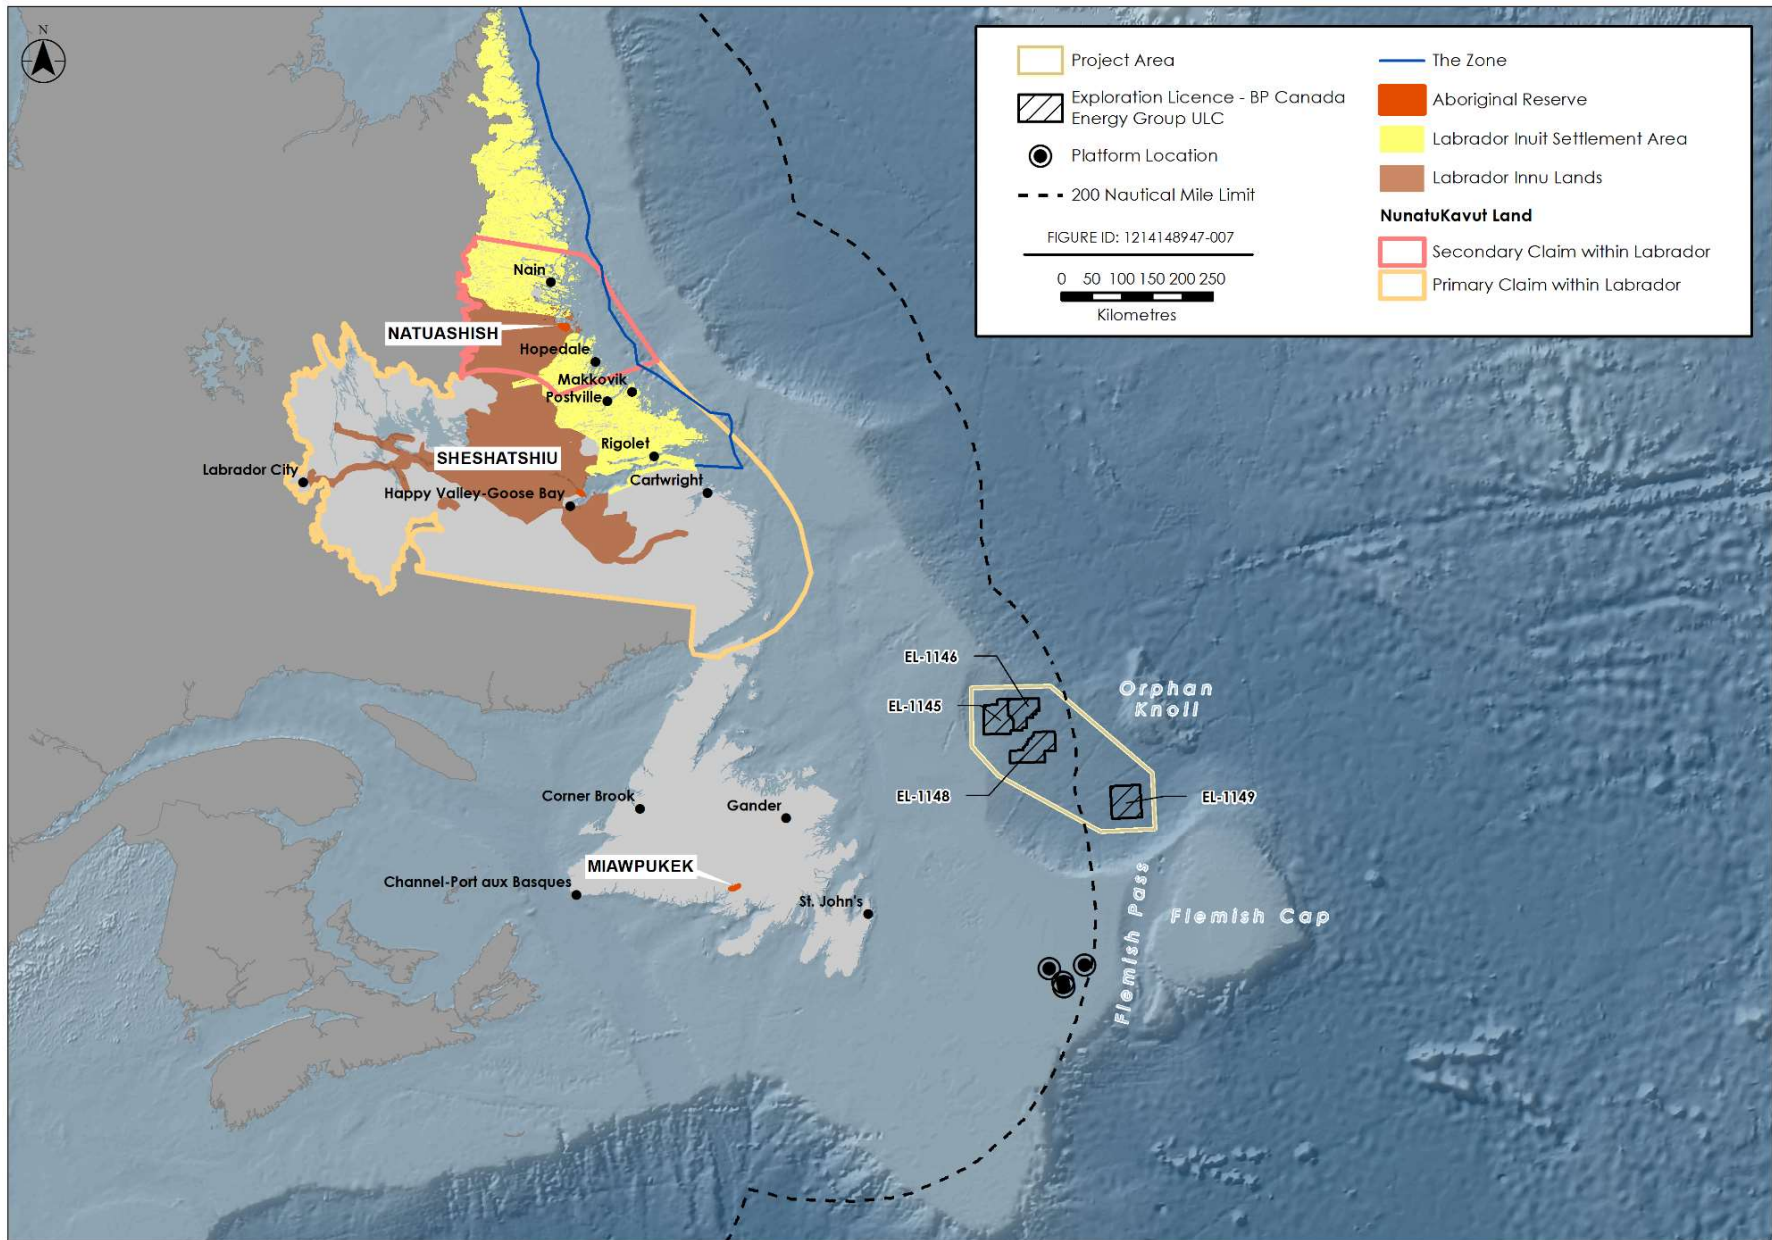 N
Project Area
Exploration Licence - BP Canada
Energy Group ULC
Platform Location
200 Nautical Mile Limit
FIGURE ID: 1214148947-007
0 50 100 150 200 250
Kilometres
The Zone
Aboriginal Reserve
Labrador Inuit Settlement Area
Labrador Innu Lands
NunatuKavut Land
Secondary Claim within Labrador
Primary Claim within Labrador
Nain
NATUASHISH
Hopedale
Makkovik
Postville
Rigolet
SHESHATSHIU
Labrador City
Cartwright
Happy Valley-Goose Bay
EL-1146
Orphan
Knoll
EL-1145
EL-1148
EL-1149
Corner Brook
Gander
MIAWPUKEK
Channel-Port aux Basques
St. John's
Flemish Pass
Flemish Cap